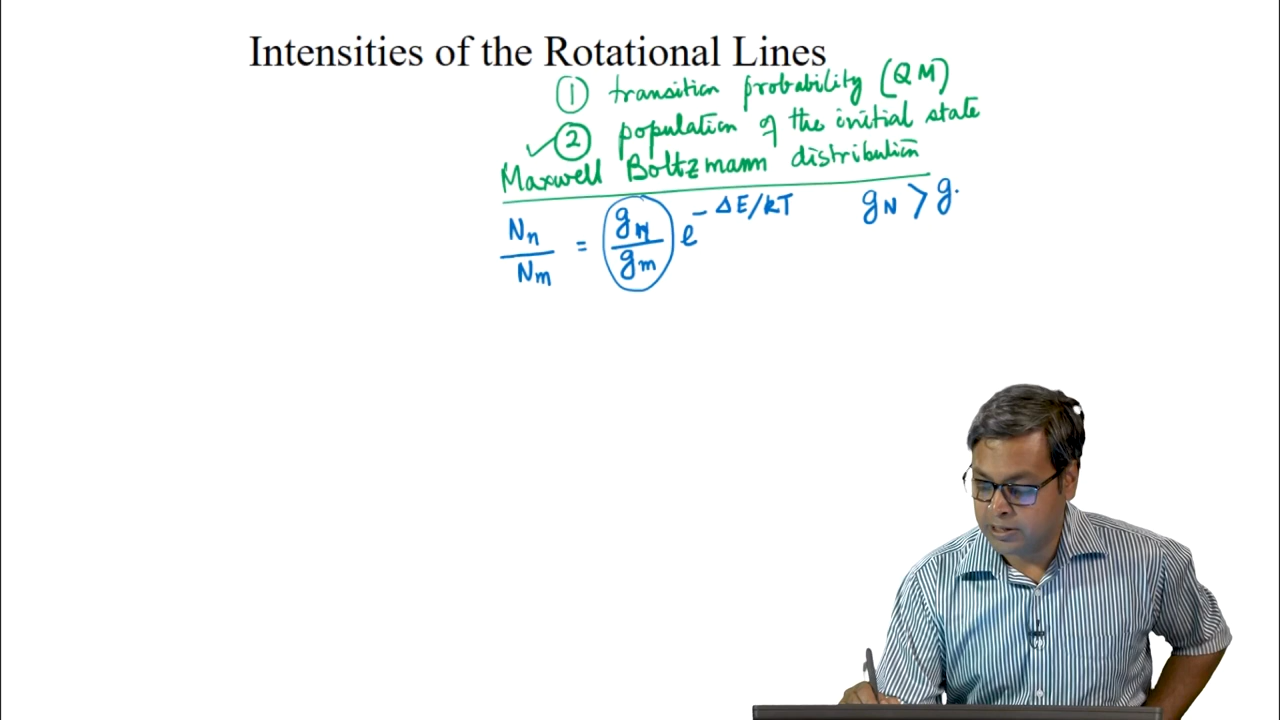 Intensities of the Rotational Lines
① transition probability (QM)
✓② population of the initial state
Maxwell Boltzmann distribution
Nn/Nm = gN/gm e^-ΔE/kT gN > g.